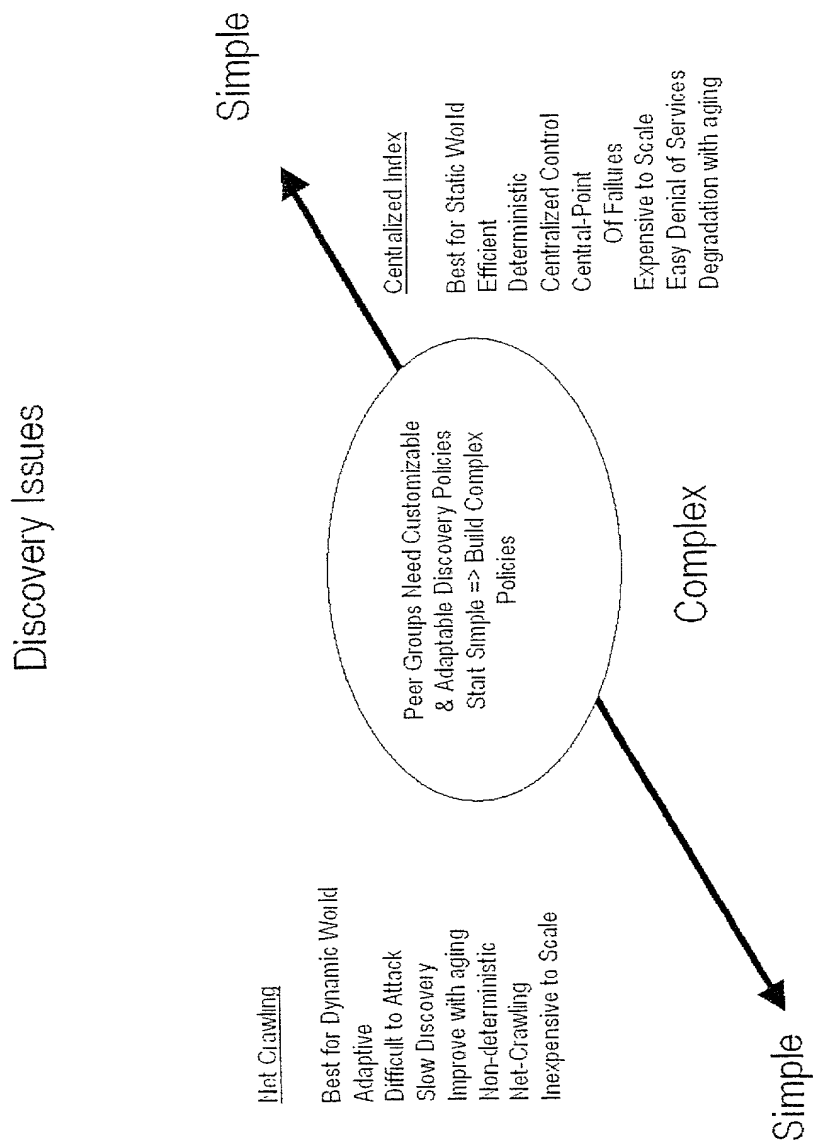 Discovery Issues
Simple
Centralized Index
Best for Static World
Efficient
Deterministic
Centralized Control
Central-Point
Of Failures
Expensive to Scale
Easy Denial of Services
Degradation with aging
Peer Groups Need Customizable
& Adaptable Discovery Policies
Start Simple => Build Complex
Policies
Complex
Net Crawling
Best for Dynamic World
Adaptive
Difficult to Attack
Slow Discovery
Improve with aging
Non-deterministic
Net-Crawling
Inexpensive to Scale
Simple